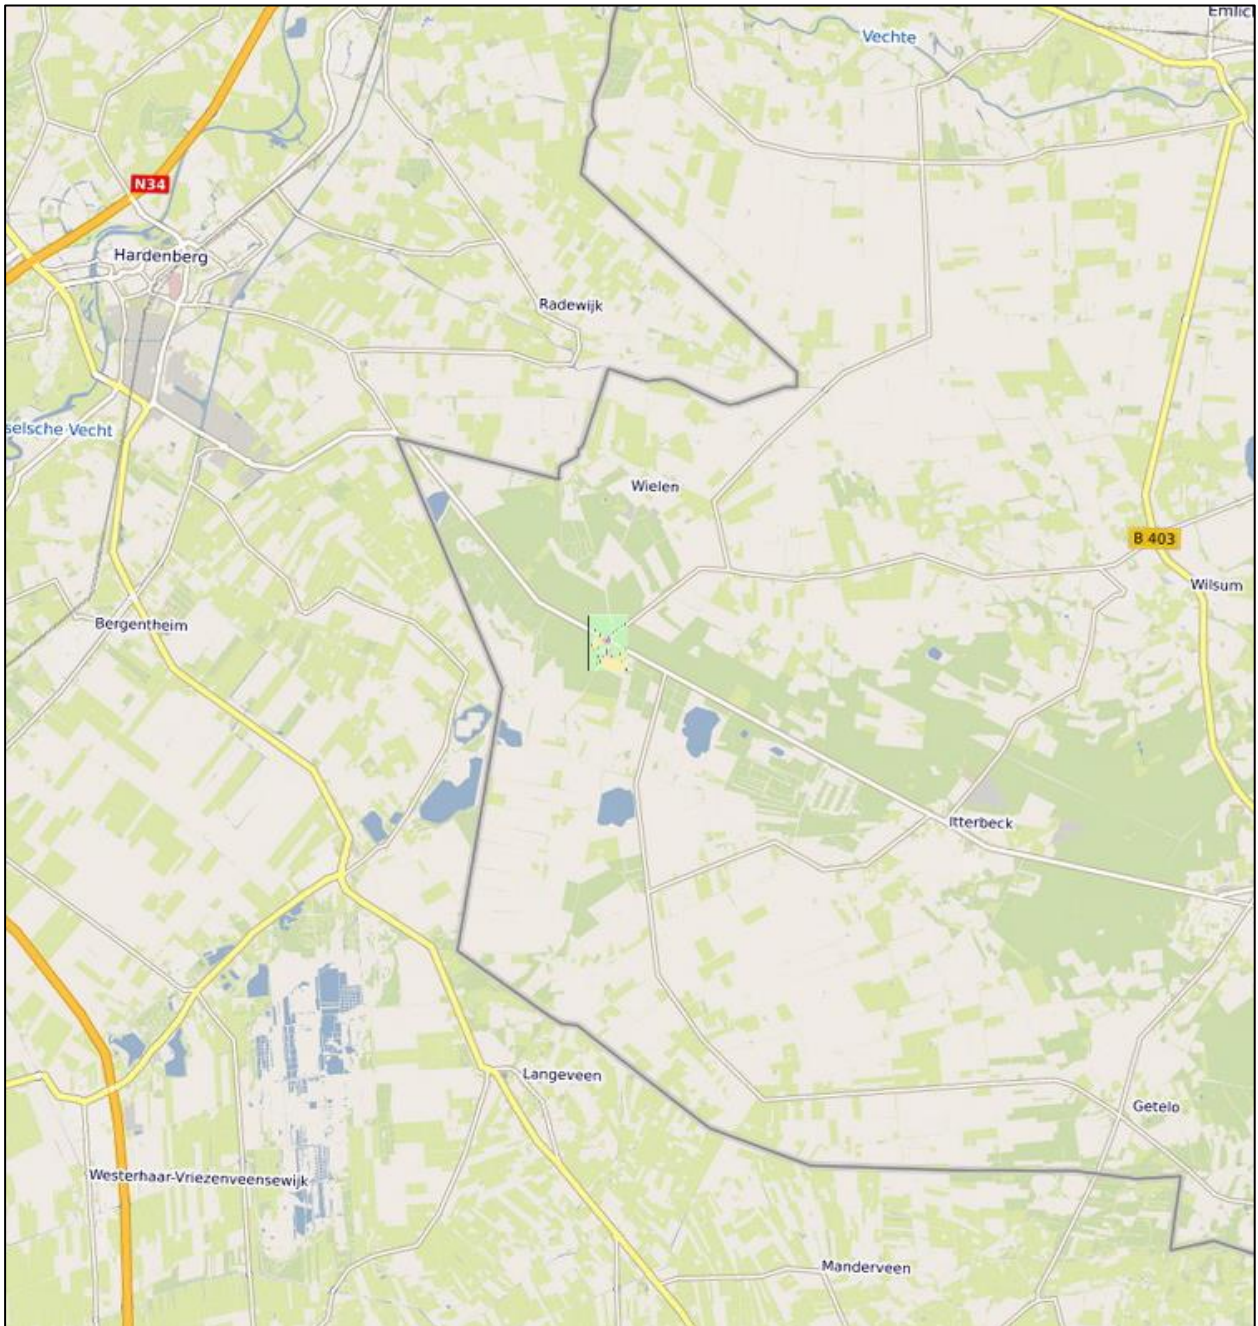 Emlic
Vechte
N34
Hardenberg
Radewijk
selsche Vecht
Wielen
B 403
Wilsum
Bergentheim
Itterbeck
Langeveen
Getelo
Westerhaar-Vriezenveensewijk
Manderveen